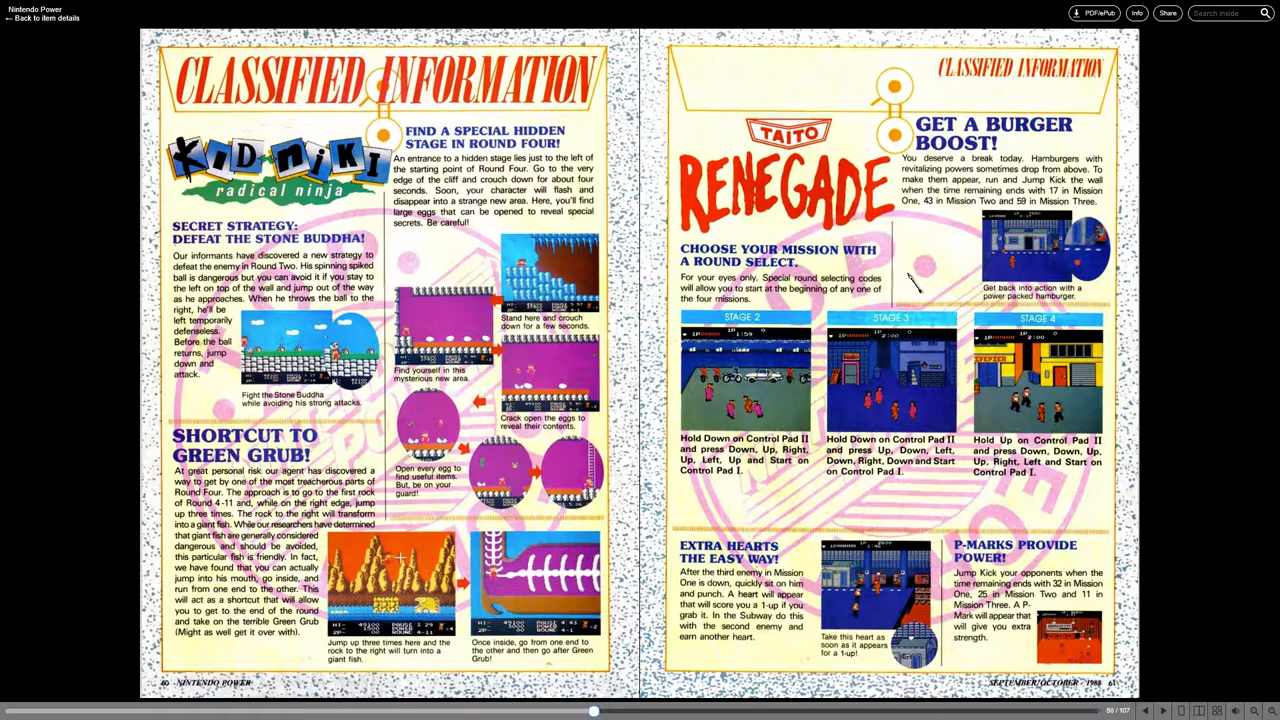 Nintendo Power
← Back to item details
PDF/ePub
Info
Share
Search inside
CLASSIFIED INFORMATION
KiD niKi
radical ninja
SECRET STRATEGY:
DEFEAT THE STONE BUDDHA!
Our informants have discovered a new strategy to
defeat the enemy in Round Two. His spinning spiked
ball is dangerous but you can avoid it if you stay to
the left on top of the wall and jump out of the way
as he approaches. When he throws the ball to the
right, he'll be
left temporarily
defenseless.
Before the ball
returns, jump
down and
attack.
Fight the Stone Buddha
while avoiding his strong attacks.
SHORTCUT TO
GREEN GRUB!
At great personal risk our agent has discovered a
way to get by one of the most treacherous parts of
Round Four. The approach is to go to the first rock
of Round 4-11 and, while on the right edge, jump
up three times. The rock to the right will transform
into a giant fish. While our researchers have determined
that giant fish are generally considered
dangerous and should be avoided,
this particular fish is friendly. In fact,
we have found that you can actually
jump into his mouth, go inside, and
run from one end to the other. This
will act as a shortcut that will allow
you to get to the end of the round
and take on the terrible Green Grub
(Might as well get it over with).
Jump up three times here and the
rock to the right will turn into a
giant fish.
Once inside, go from one end to
the other and then go after Green
Grub!
FIND A SPECIAL HIDDEN
STAGE IN ROUND FOUR!
An entrance to a hidden stage lies just to the left of
the starting point of Round Four. Go to the very
edge of the cliff and crouch down for about four
seconds. Soon, your character will flash and
disappear into a strange new area. Here, you'll find
large eggs that can be opened to reveal special
secrets. Be careful!
Stand here and crouch
down for a few seconds.
Find yourself in this
mysterious new area.
Crack open the eggs to
reveal their contents.
Open every egg to
find useful items.
But, be on your
guard!
60 NINTENDO POWER
CLASSIFIED INFORMATION
TAITO
RENEGADE
GET A BURGER
BOOST!
You deserve a break today. Hamburgers with
revitalizing powers sometimes drop from above. To
make them appear, run and Jump Kick the wall
when the time remaining ends with 17 in Mission
One, 43 in Mission Two and 59 in Mission Three.
Get back into action with a
power packed hamburger.
CHOOSE YOUR MISSION WITH
A ROUND SELECT.
For your eyes only. Special round selecting codes
will allow you to start at the beginning of any one of
the four missions.
STAGE 2
STAGE 3
STAGE 4
Hold Down on Control Pad II
and press Down, Up, Right,
Up, Left, Up and Start on
Control Pad I.
Hold Down on Control Pad II
and press Up, Down, Left,
Down, Right, Down and Start
on Control Pad I.
Hold Up on Control Pad II
and press Down, Down, Up,
Up, Right, Left and Start on
Control Pad I.
EXTRA HEARTS
THE EASY WAY!
After the third enemy in Mission
One is down, quickly sit on him
and punch. A heart will appear
that will score you a 1-up if you
grab it. In the Subway do this
with the second enemy and
earn another heart.
Take this heart as
soon as it appears
for a 1-up!
P-MARKS PROVIDE
POWER!
Jump Kick your opponents when the
time remaining ends with 32 in Mission
One, 25 in Mission Two and 11 in
Mission Three. A P-
Mark will appear that
will give you extra
strength.
SEPTEMBER/OCTOBER - 1988 61
58 / 107